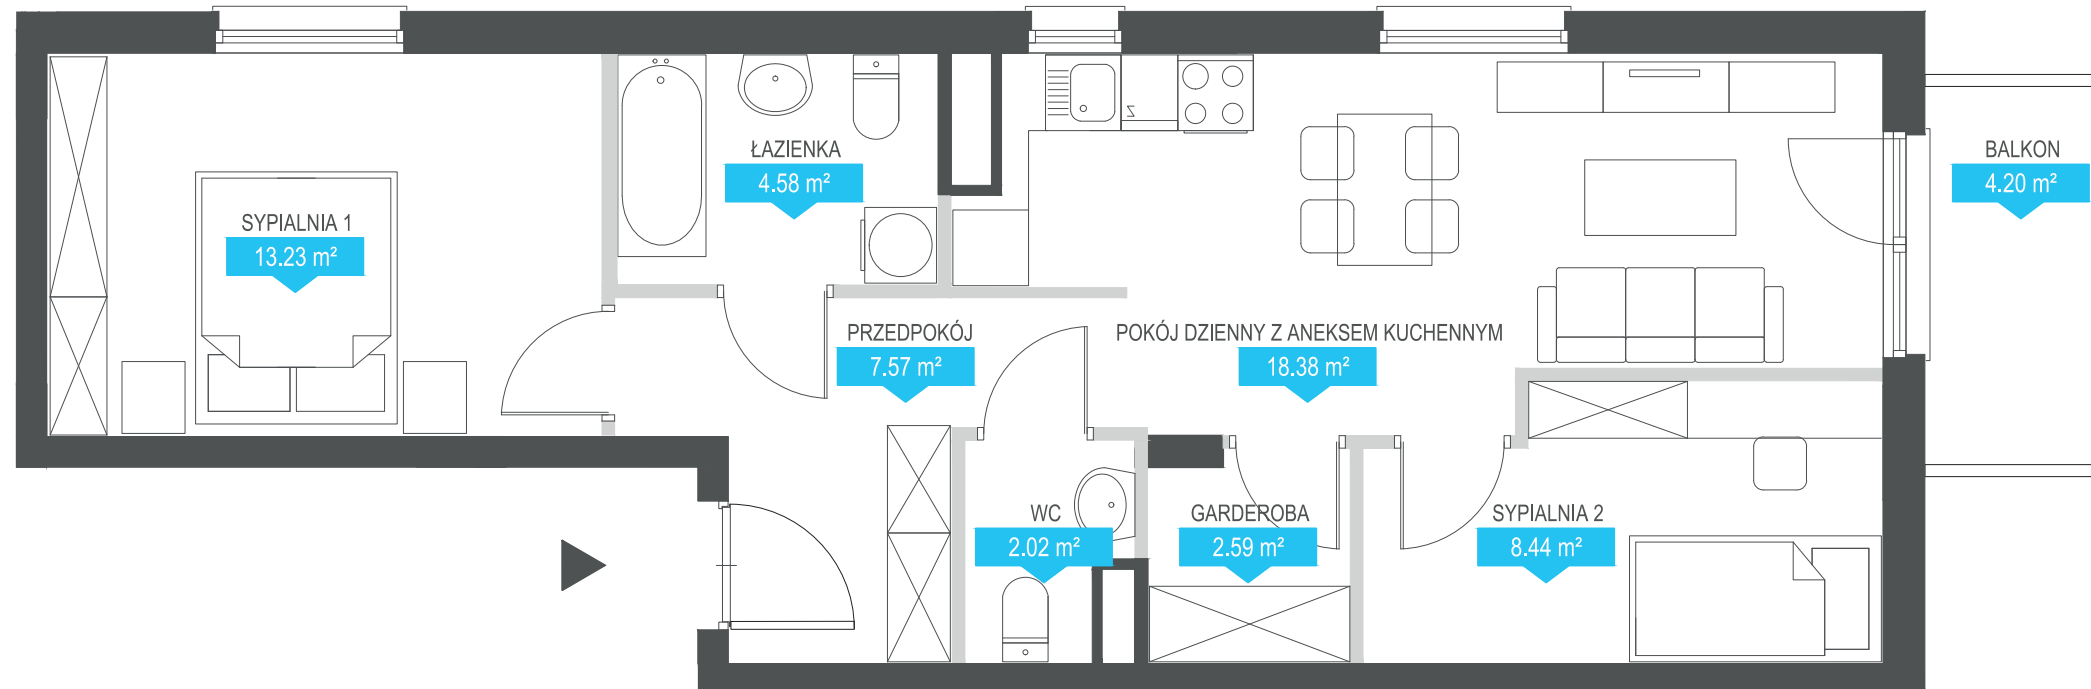 ŁAZIENKA
4.58 m²
BALKON
4.20 m²
SYPIALNIA 1
13.23 m²
PRZEDPOKÓJ
7.57 m²
POKÓJ DZIENNY Z ANEKSEM KUCHENNYM
18.38 m²
WC
2.02 m²
GARDEROBA
2.59 m²
SYPIALNIA 2
8.44 m²